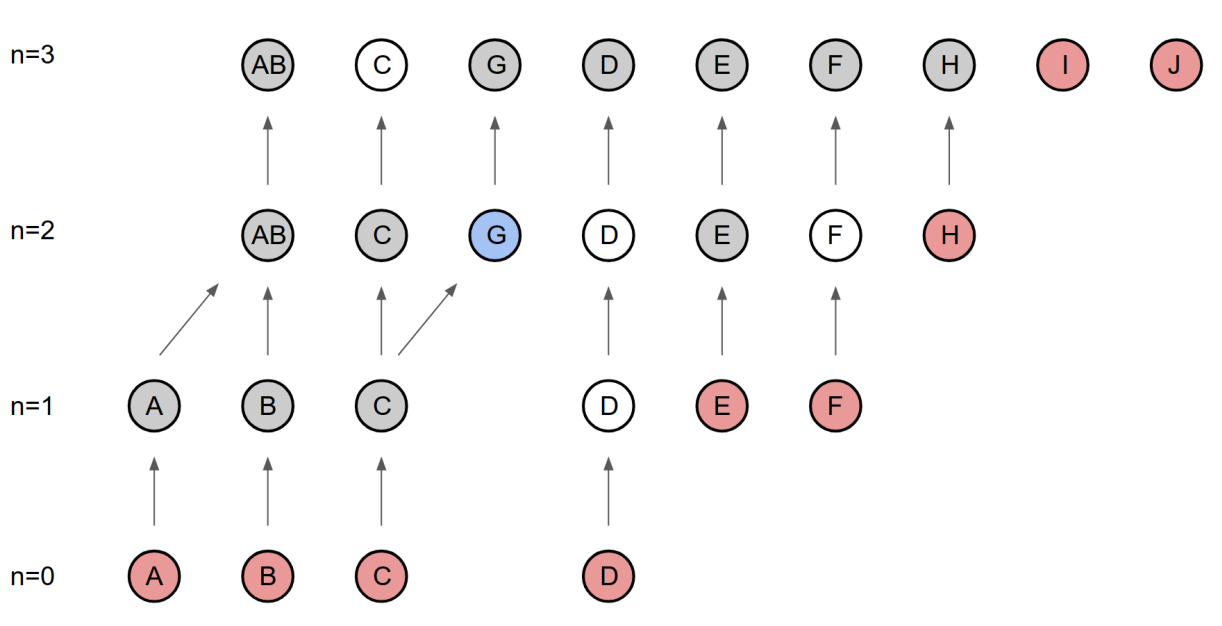 n=3 AB C G D E F H I J
n=2 AB C G D E F H
n=1 A B C D E F
n=0 A B C D